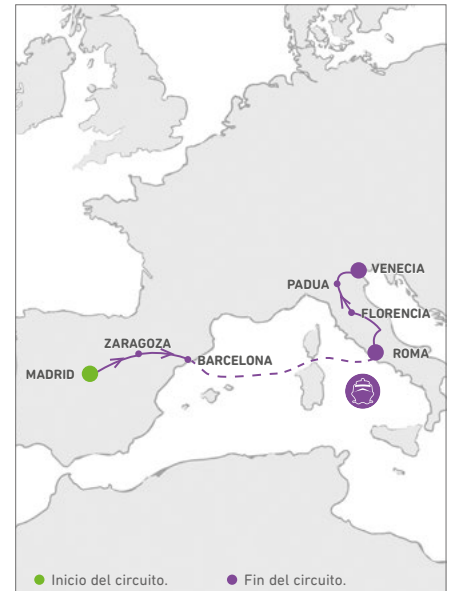 VENECIA
PADUA
FLORENCIA
ZARAGOZA
ROMA
BARCELONA
MADRID
Inicio del circuito.
Fin del circuito.